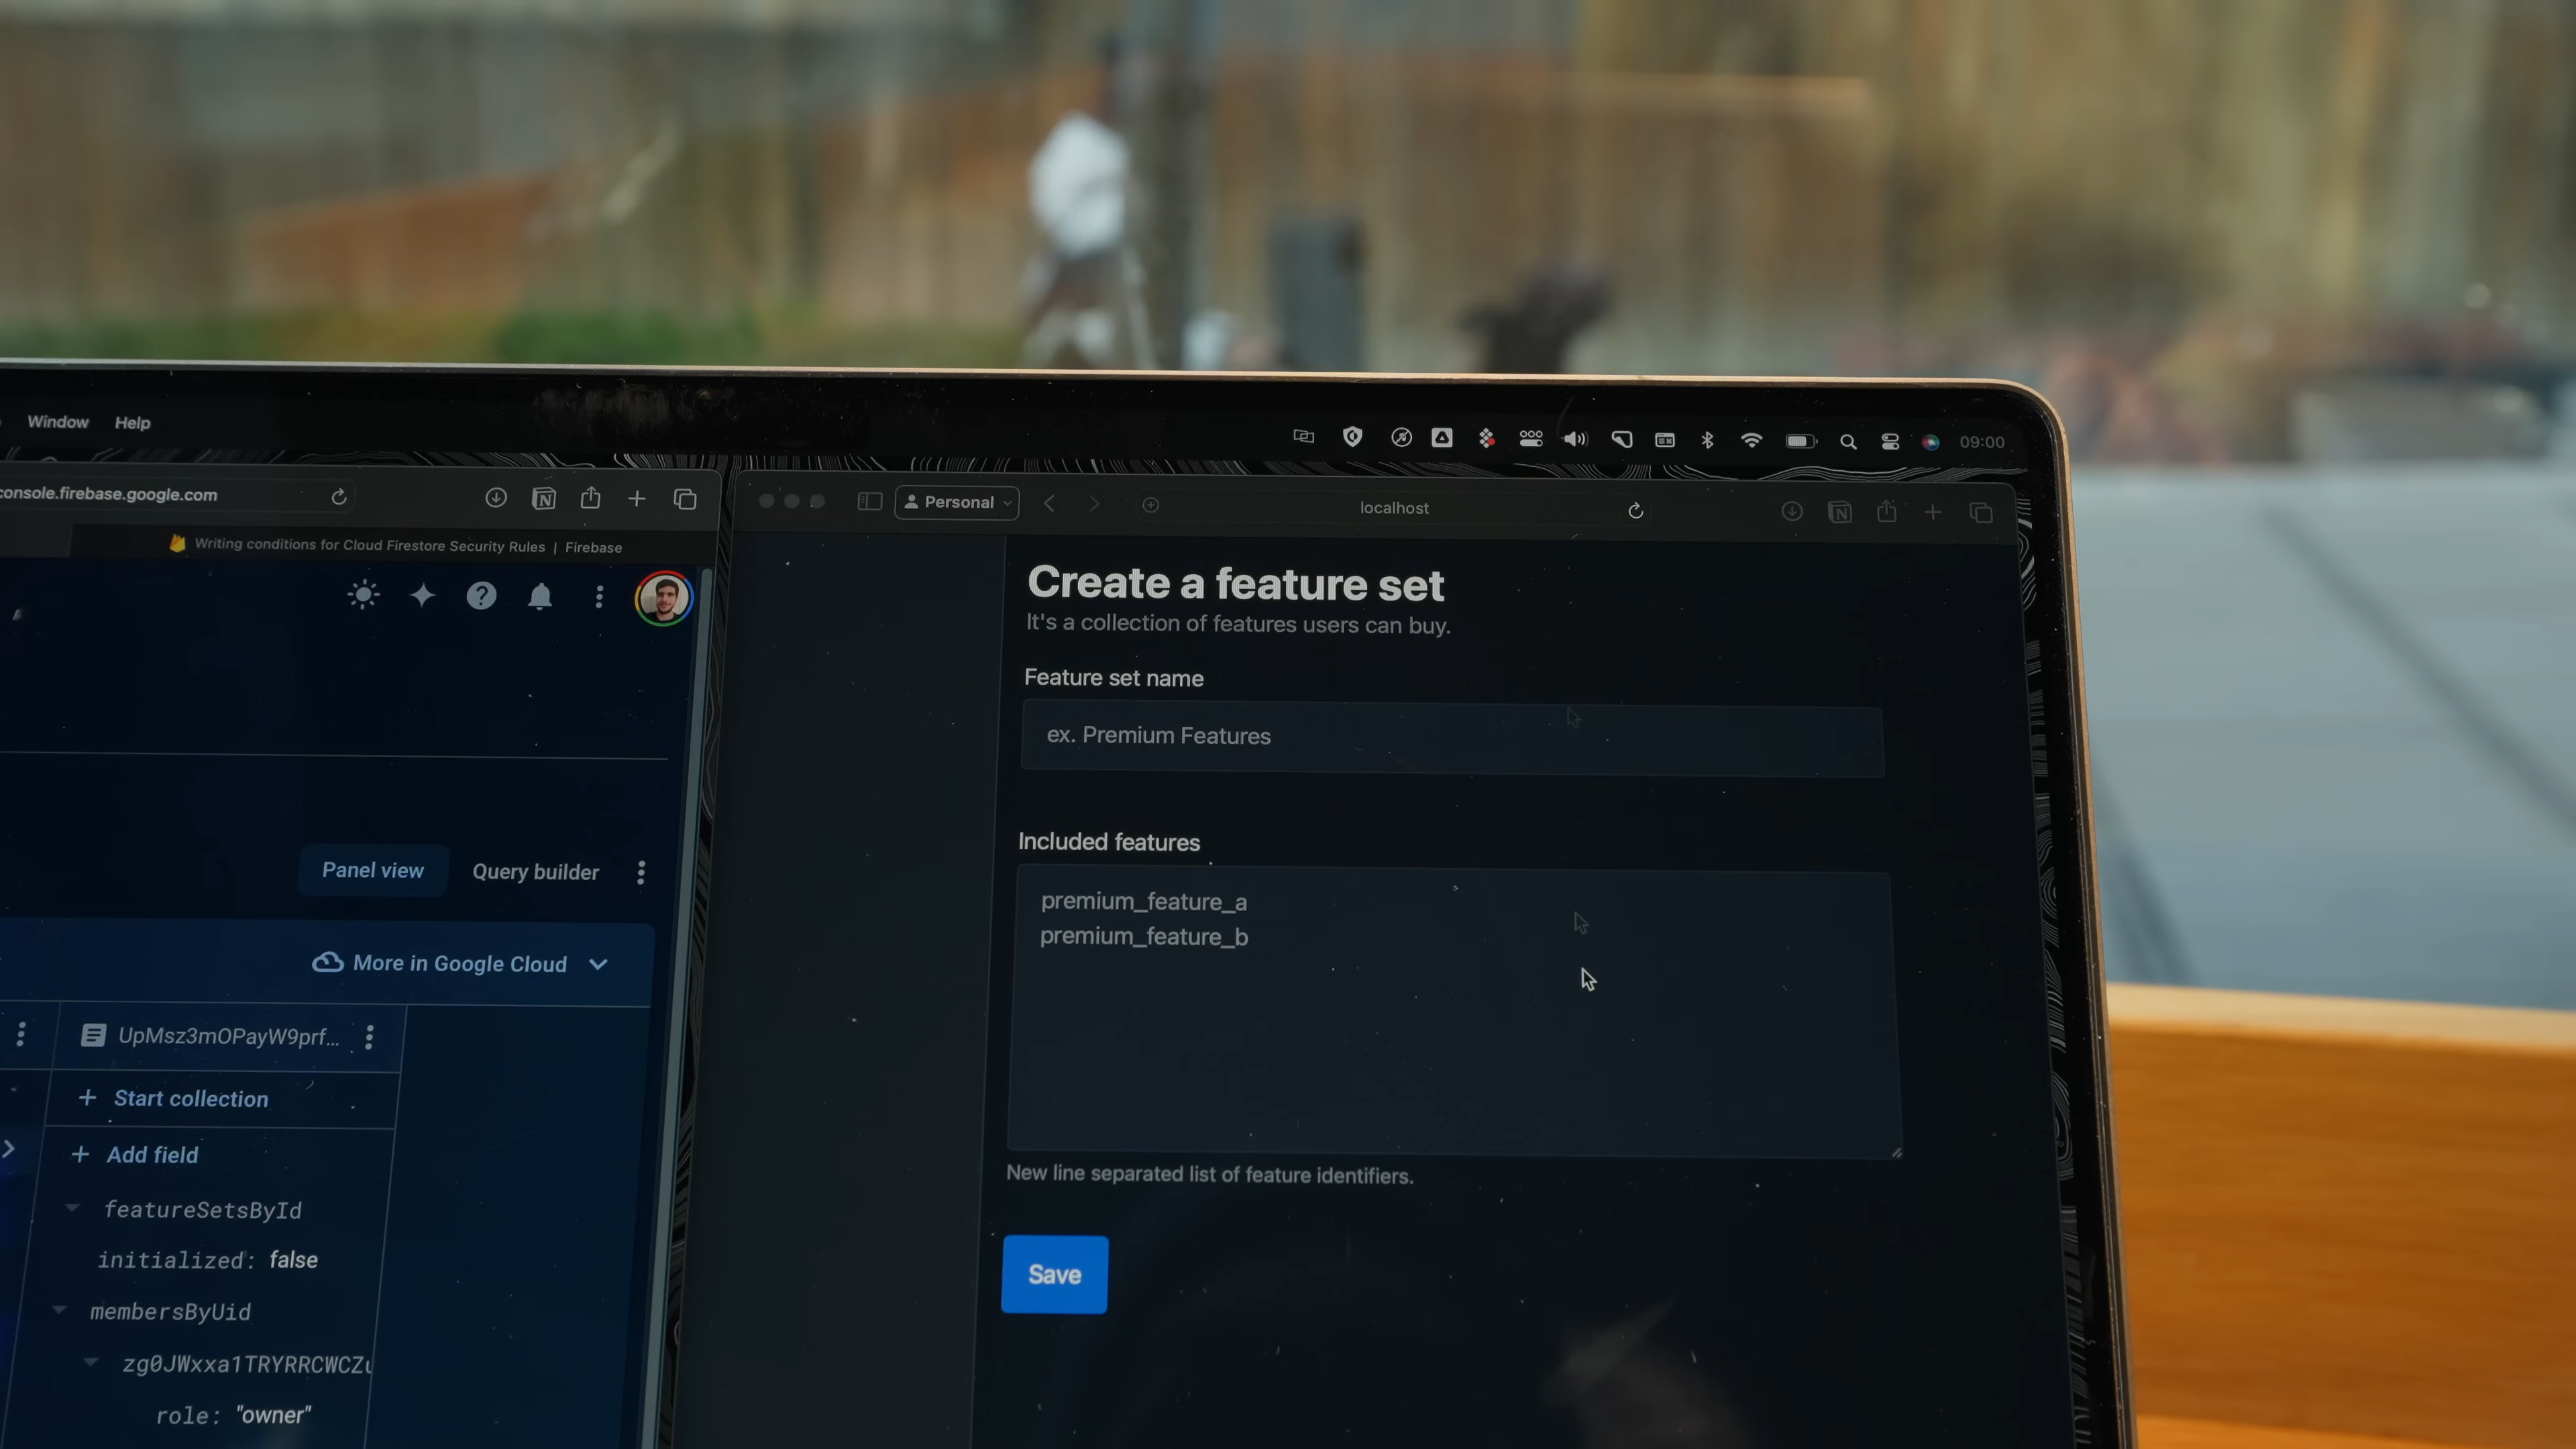 Window Help
09:00
console.firebase.google.com
Writing conditions for Cloud Firestore Security Rules | Firebase
Panel view Query builder
More in Google Cloud
UpMsz3mOPayW9prf...
+ Start collection
+ Add field
featureSetsById
initialized: false
membersByUid
role: "owner"
Personal
localhost
Create a feature set
It's a collection of features users can buy.
Feature set name
ex. Premium Features
Included features
premium_feature_a
premium_feature_b
New line separated list of feature identifiers.
Save